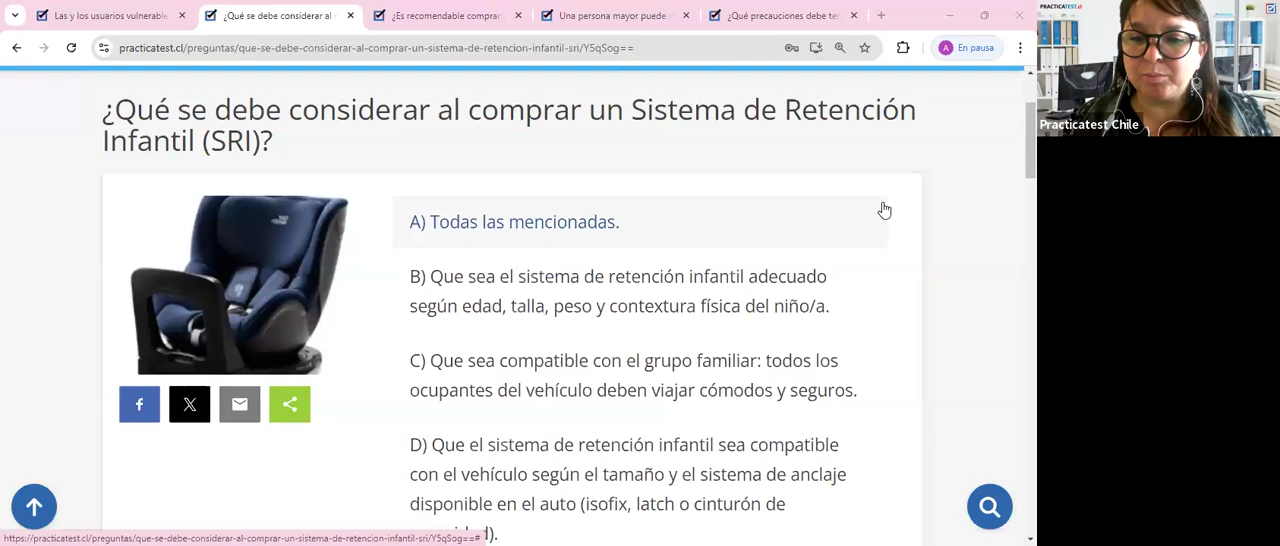 Las y los usuarios vulnerable
¿Qué se debe considerar al c
¿Es recomendable comprar
Una persona mayor puede r
¿Qué precauciones debe ten
practicatest.cl/preguntas/que-se-debe-considerar-al-comprar-un-sistema-de-retencion-infantil-sri/Y5qSog==
A
En pausa
PRACTICATEST.cl
Practicatest Chile
¿Qué se debe considerar al comprar un Sistema de Retención
Infantil (SRI)?
A) Todas las mencionadas.
B) Que sea el sistema de retención infantil adecuado
según edad, talla, peso y contextura física del niño/a.
C) Que sea compatible con el grupo familiar: todos los
ocupantes del vehículo deben viajar cómodos y seguros.
D) Que el sistema de retención infantil sea compatible
con el vehículo según el tamaño y el sistema de anclaje
disponible en el auto (isofix, latch o cinturón de
https://practicatest.cl/preguntas/que-se-debe-considerar-al-comprar-un-sistema-de-retencion-infantil-sri/Y5qSog==#